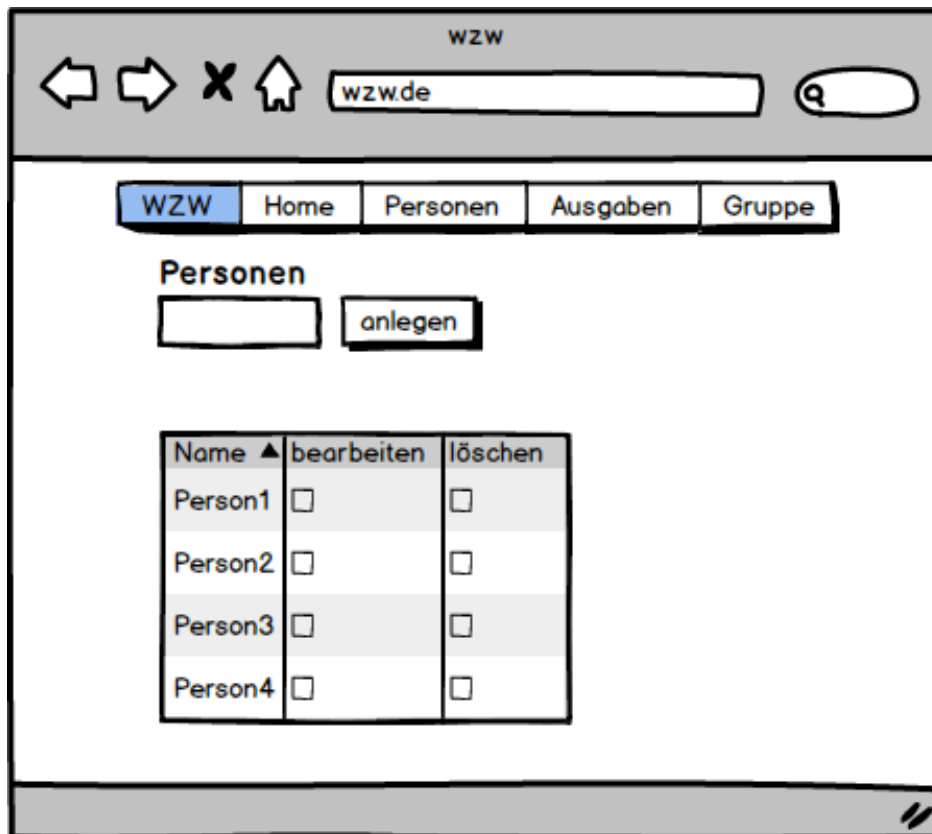 wzw
wzw.de
WZW Home Personen Ausgaben Gruppe
Personen
anlegen
Name bearbeiten löschen
Person1
Person2
Person3
Person4